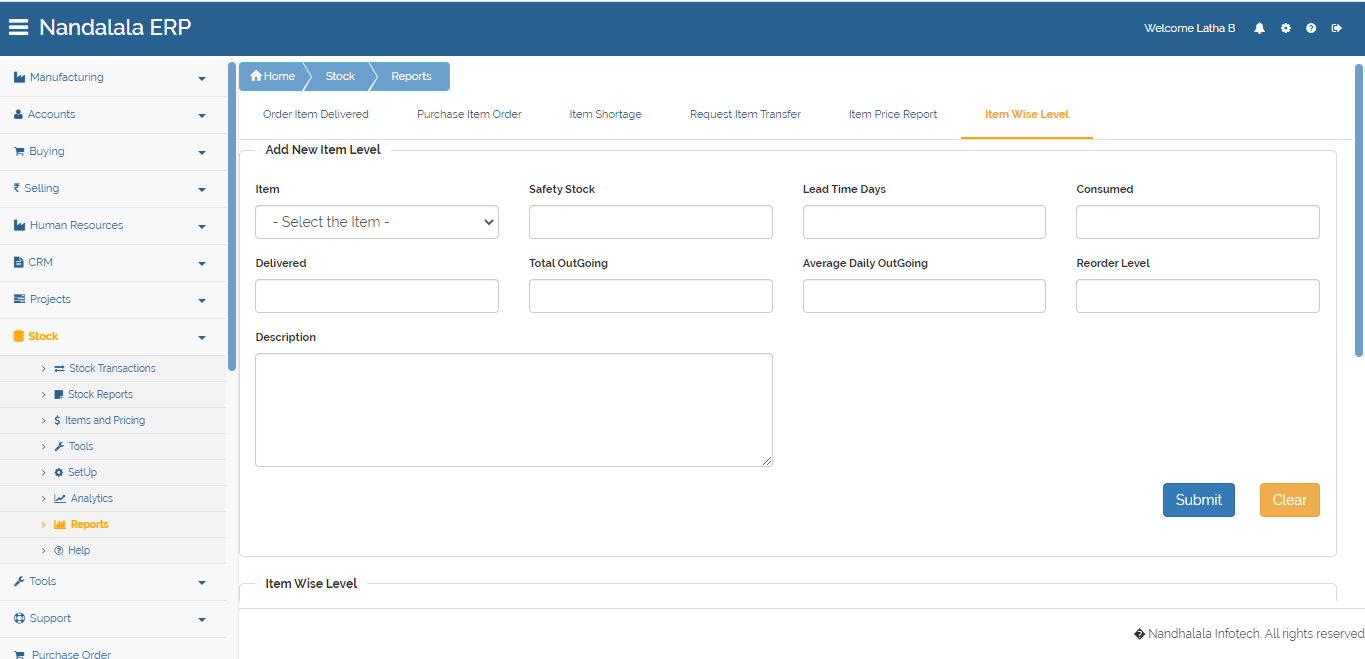 Nandalala ERP
Welcome Latha B
Manufacturing
Accounts
Buying
Selling
Human Resources
CRM
Projects
Stock
Stock Transactions
Stock Reports
Items and Pricing
Tools
SetUp
Analytics
Reports
Help
Tools
Support
Purchase Order
Home Stock Reports
Order Item Delivered Purchase Item Order Item Shortage Request Item Transfer Item Price Report Item Wise Level
Add New Item Level
Item Safety Stock Lead Time Days Consumed
- Select the Item -
Delivered Total OutGoing Average Daily OutGoing Reorder Level
Description
Submit Clear
Item Wise Level
� Nandhalala Infotech. All rights reserved